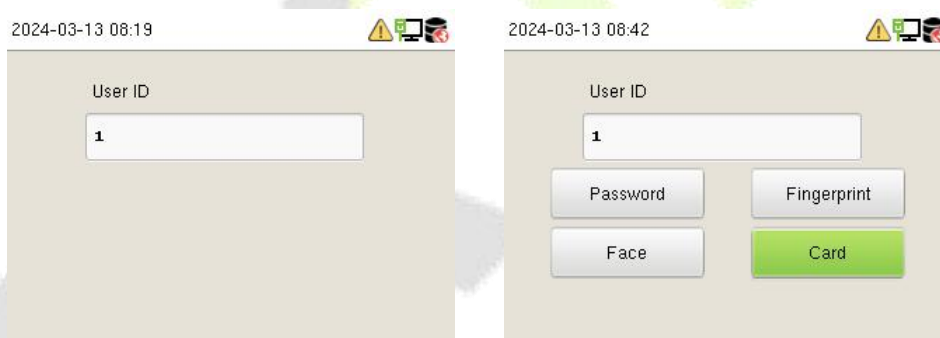 2024-03-13 08:19
User ID
1
2024-03-13 08:42
User ID
1
Password Fingerprint
Face Card